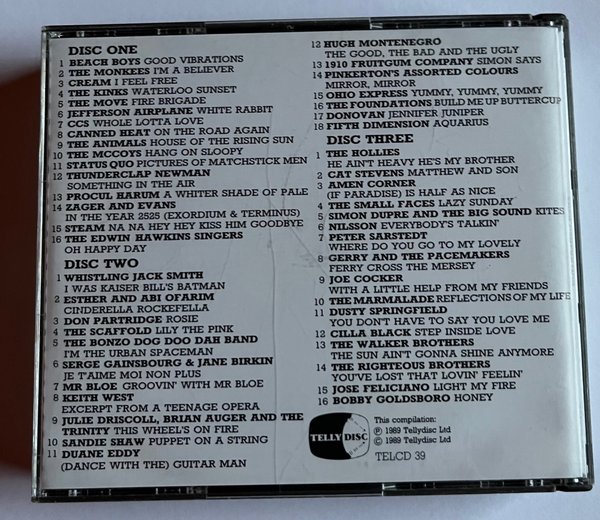 DISC ONE
1 BEACH BOYS GOOD VIBRATIONS
2 THE MONKEES I'M A BELIEVER
3 CREAM I FEEL FREE
4 THE KINKS WATERLOO SUNSET
5 THE MOVE FIRE BRIGADE
6 JEFFERSON AIRPLANE WHITE RABBIT
7 CCS WHOLE LOTTA LOVE
8 CANNED HEAT ON THE ROAD AGAIN
9 THE ANIMALS HOUSE OF THE RISING SUN
10 THE MCCOYS HANG ON SLOOPY
11 STATUS QUO PICTURES OF MATCHSTICK MEN
12 THUNDERCLAP NEWMAN
SOMETHING IN THE AIR
13 PROCUL HARUM A WHITER SHADE OF PALE
14 ZAGER AND EVANS
IN THE YEAR 2525 (EXORDIUM & TERMINUS)
15 STEAM NA NA HEY HEY KISS HIM GOODBYE
16 THE EDWIN HAWKINS SINGERS
OH HAPPY DAY
DISC TWO
1 WHISTLING JACK SMITH
I WAS KAISER BILL'S BATMAN
2 ESTHER AND ABI OFARIM
CINDERELLA ROCKEFELLA
3 DON PARTRIDGE ROSIE
4 THE SCAFFOLD LILY THE PINK
5 THE BONZO DOG DOO DAH BAND
I'M THE URBAN SPACEMAN
6 SERGE GAINSBOURG & JANE BIRKIN
JE T'AIME MOI NON PLUS
7 MR BLOE GROOVIN' WITH MR BLOE
8 KEITH WEST
EXCERPT FROM A TEENAGE OPERA
9 JULIE DRISCOLL, BRIAN AUGER AND THE
TRINITY THIS WHEEL'S ON FIRE
10 SANDIE SHAW PUPPET ON A STRING
11 DUANE EDDY
(DANCE WITH THE) GUITAR MAN
12 HUGH MONTENEGRO
THE GOOD, THE BAD AND THE UGLY
13 1910 FRUITGUM COMPANY SIMON SAYS
14 PINKERTON'S ASSORTED COLOURS
MIRROR, MIRROR
15 OHIO EXPRESS YUMMY, YUMMY, YUMMY
16 THE FOUNDATIONS BUILD ME UP BUTTERCUP
17 DONOVAN JENNIFER JUNIPER
18 FIFTH DIMENSION AQUARIUS
DISC THREE
1 THE HOLLIES
HE AIN'T HEAVY HE'S MY BROTHER
2 CAT STEVENS MATTHEW AND SON
3 AMEN CORNER
(IF PARADISE) IS HALF AS NICE
4 THE SMALL FACES LAZY SUNDAY
5 SIMON DUPRE AND THE BIG SOUND KITES
6 NILSSON EVERYBODY'S TALKIN'
7 PETER SARSTEDT
WHERE DO YOU GO TO MY LOVELY
8 GERRY AND THE PACEMAKERS
FERRY CROSS THE MERSEY
9 JOE COCKER
WITH A LITTLE HELP FROM MY FRIENDS
10 THE MARMALADE REFLECTIONS OF MY LIFE
11 DUSTY SPRINGFIELD
YOU DON'T HAVE TO SAY YOU LOVE ME
12 CILLA BLACK STEP INSIDE LOVE
13 THE WALKER BROTHERS
THE SUN AIN'T GONNA SHINE ANYMORE
14 THE RIGHTEOUS BROTHERS
YOU'VE LOST THAT LOVIN' FEELIN'
15 JOSE FELICIANO LIGHT MY FIRE
16 BOBBY GOLDSBORO HONEY
TELLYDISC
This compilation:
Ⓟ 1989 Tellydisc Ltd
© 1989 Tellydisc Ltd
TELCD 39